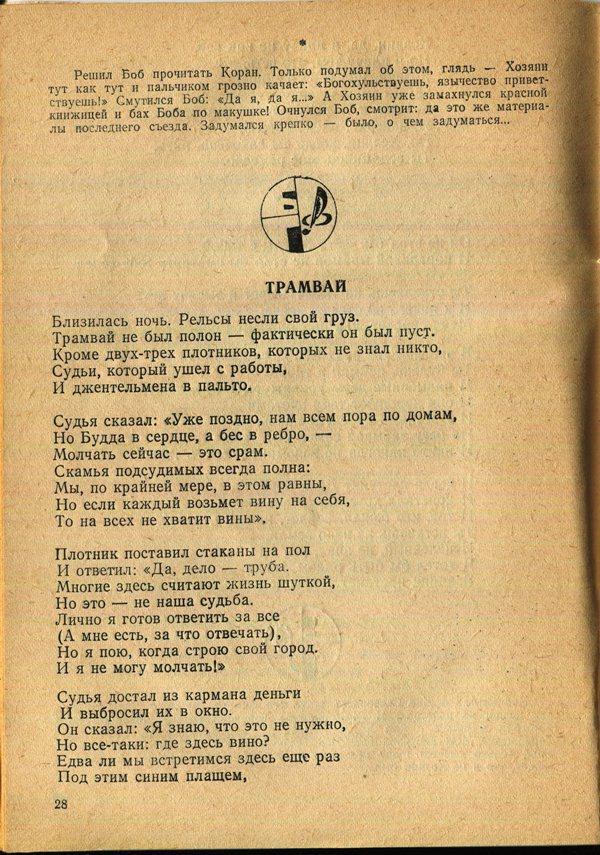 *
Решил Боб прочитать Коран. Только подумал об этом, глядь — Хозяин
тут как тут и пальчиком грозно качает: «Богохульствуешь, язычество привет-
ствуешь!» Смутился Боб: «Да я, да я...» А Хозяин уже замахнулся красной
книжицей и бах Боба по макушке! Очнулся Боб, смотрит: да это же материа-
лы последнего съезда. Задумался крепко — было, о чем задуматься...
ТРАМВАЙ
Близилась ночь. Рельсы несли свой груз.
Трамвай не был полон — фактически он был пуст.
Кроме двух-трех плотников, которых не знал никто,
Судьи, который ушел с работы,
И джентельмена в пальто.
Судья сказал: «Уже поздно, нам всем пора по домам,
Но Будда в сердце, а бес в ребро, —
Молчать сейчас — это срам.
Скамья подсудимых всегда полна:
Мы, по крайней мере, в этом равны,
Но если каждый возьмет вину на себя,
То на всех не хватит вины».
Плотник поставил стаканы на пол
И ответил: «Да, дело — труба.
Многие здесь считают жизнь шуткой,
Но это — не наша судьба.
Лично я готов ответить за все
(А мне есть, за что отвечать),
Но я пою, когда строю свой город.
И я не могу молчать!»
Судья достал из кармана деньги
И выбросил их в окно.
Он сказал: «Я знаю, что это не нужно,
Но все-таки: где здесь вино?
Едва ли мы встретимся здесь еще раз
Под этим синим плащем,
28